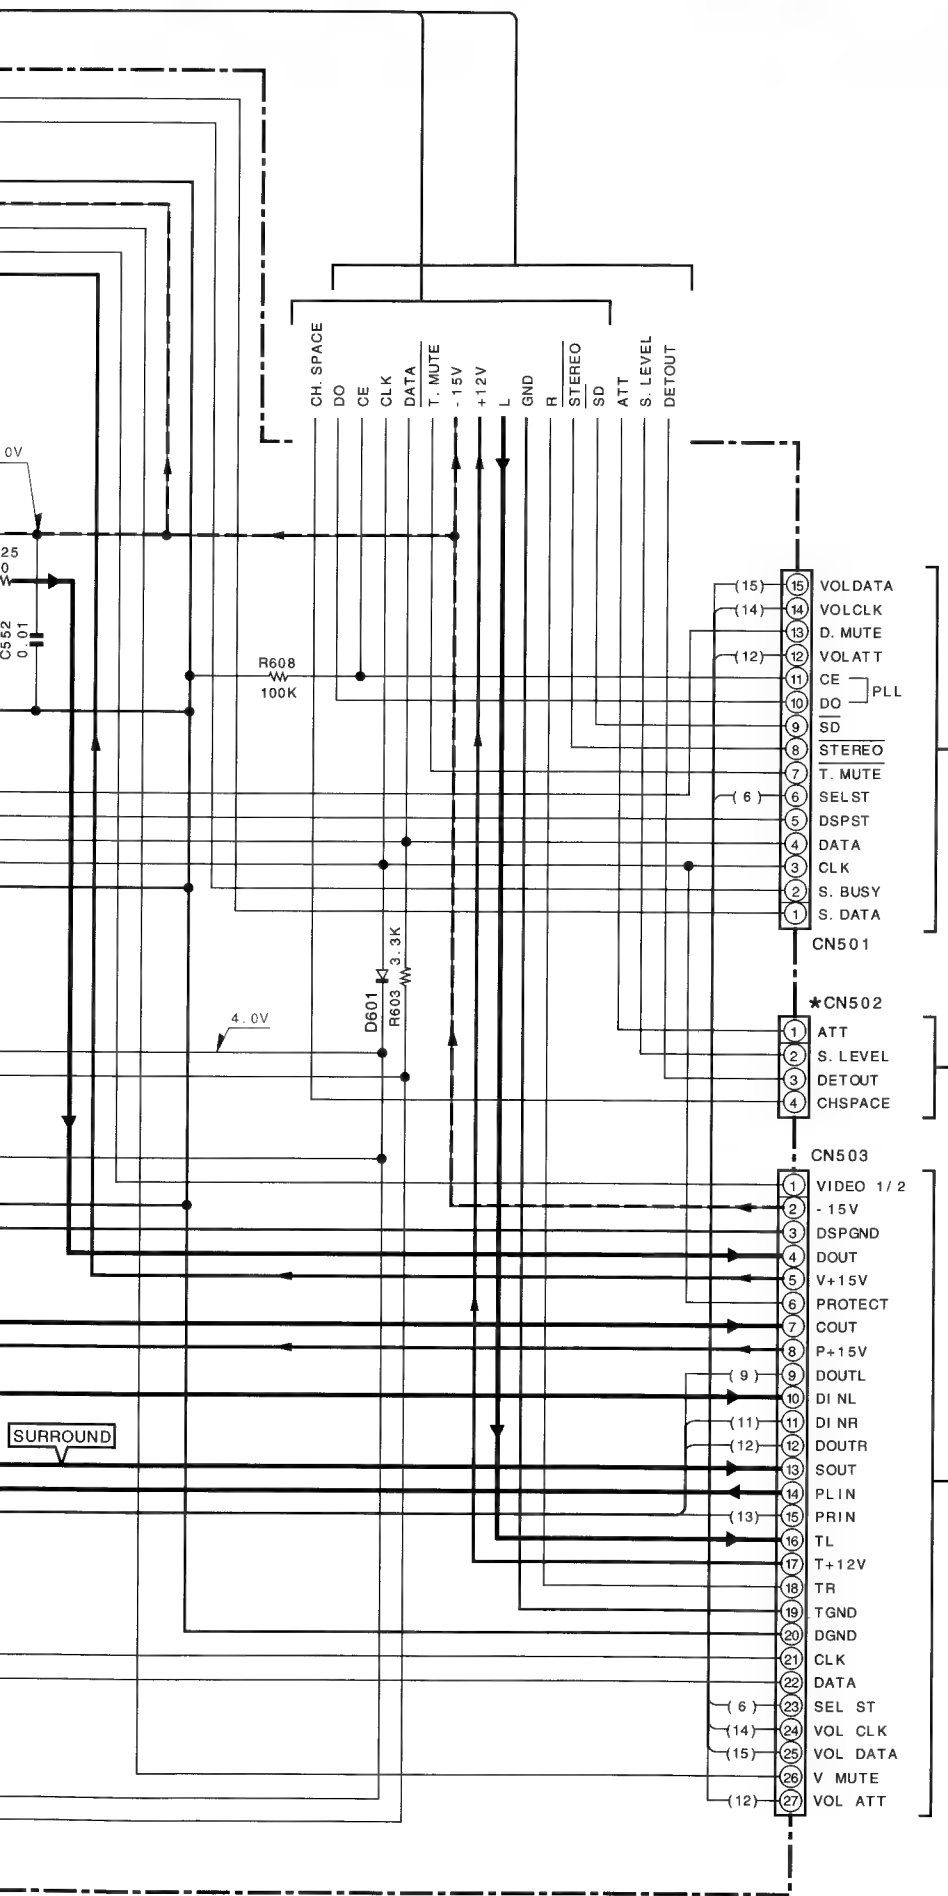 CH. SPACE
DO
CE
CLK
DATA
T. MUTE
-15V
+12V
L
GND
R
STEREO
SD
ATT
S. LEVEL
DETOUT
0V
25
0
C552
0.01
R608
100K
(15) 15 VOLDATA
(14) 14 VOLCLK
13 D. MUTE
(12) 12 VOLATT
11 CE
PLL
10 DO
9 SD
8 STEREO
7 T. MUTE
(6) 6 SELST
5 DSPST
4 DATA
3 CLK
2 S. BUSY
1 S. DATA
CN501
D601
R603 3.3K
4.0V
★CN502
1 ATT
2 S. LEVEL
3 DETOUT
4 CHSPACE
CN503
1 VIDEO 1/2
2 -15V
3 DSPGND
4 DOUT
5 V+15V
6 PROTECT
7 COUT
8 P+15V
(9) 9 DOUTL
10 DINL
(11) 11 DINR
SURROUND
(12) 12 DOUTR
13 SOUT
14 PLIN
(13) 15 PRIN
16 TL
17 T+12V
18 TR
19 TGND
20 DGND
21 CLK
22 DATA
(6) 23 SEL ST
(14) 24 VOL CLK
(15) 25 VOL DATA
26 V MUTE
(12) 27 VOL ATT